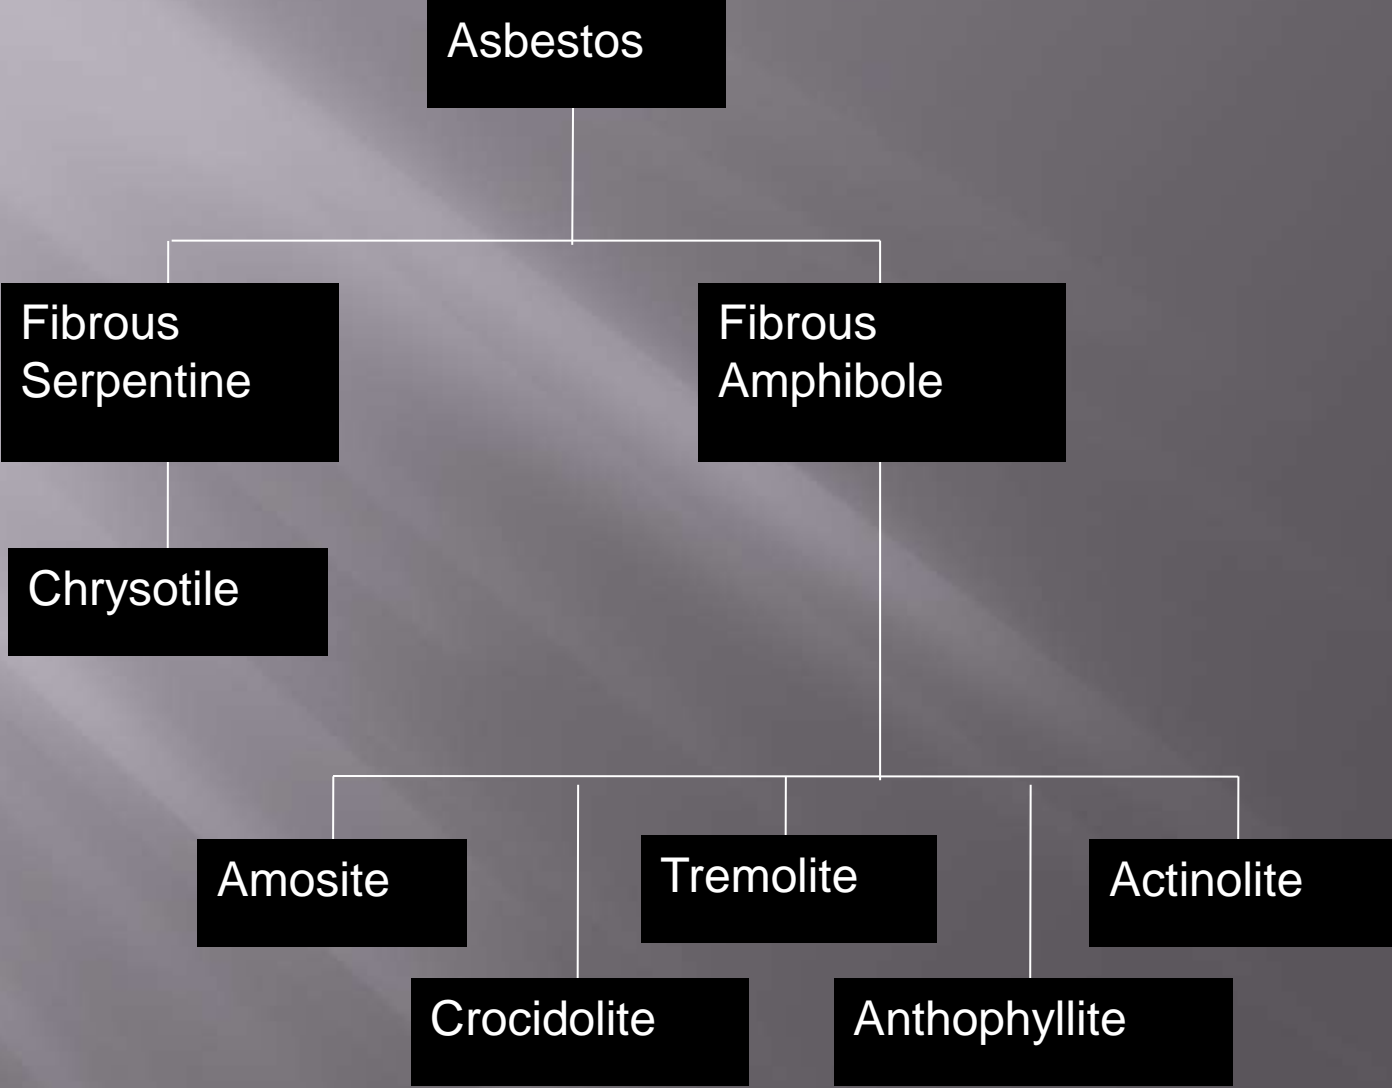 Asbestos
Fibrous
Serpentine
Fibrous
Amphibole
Chrysotile
Amosite
Tremolite
Actinolite
Crocidolite
Anthophyllite